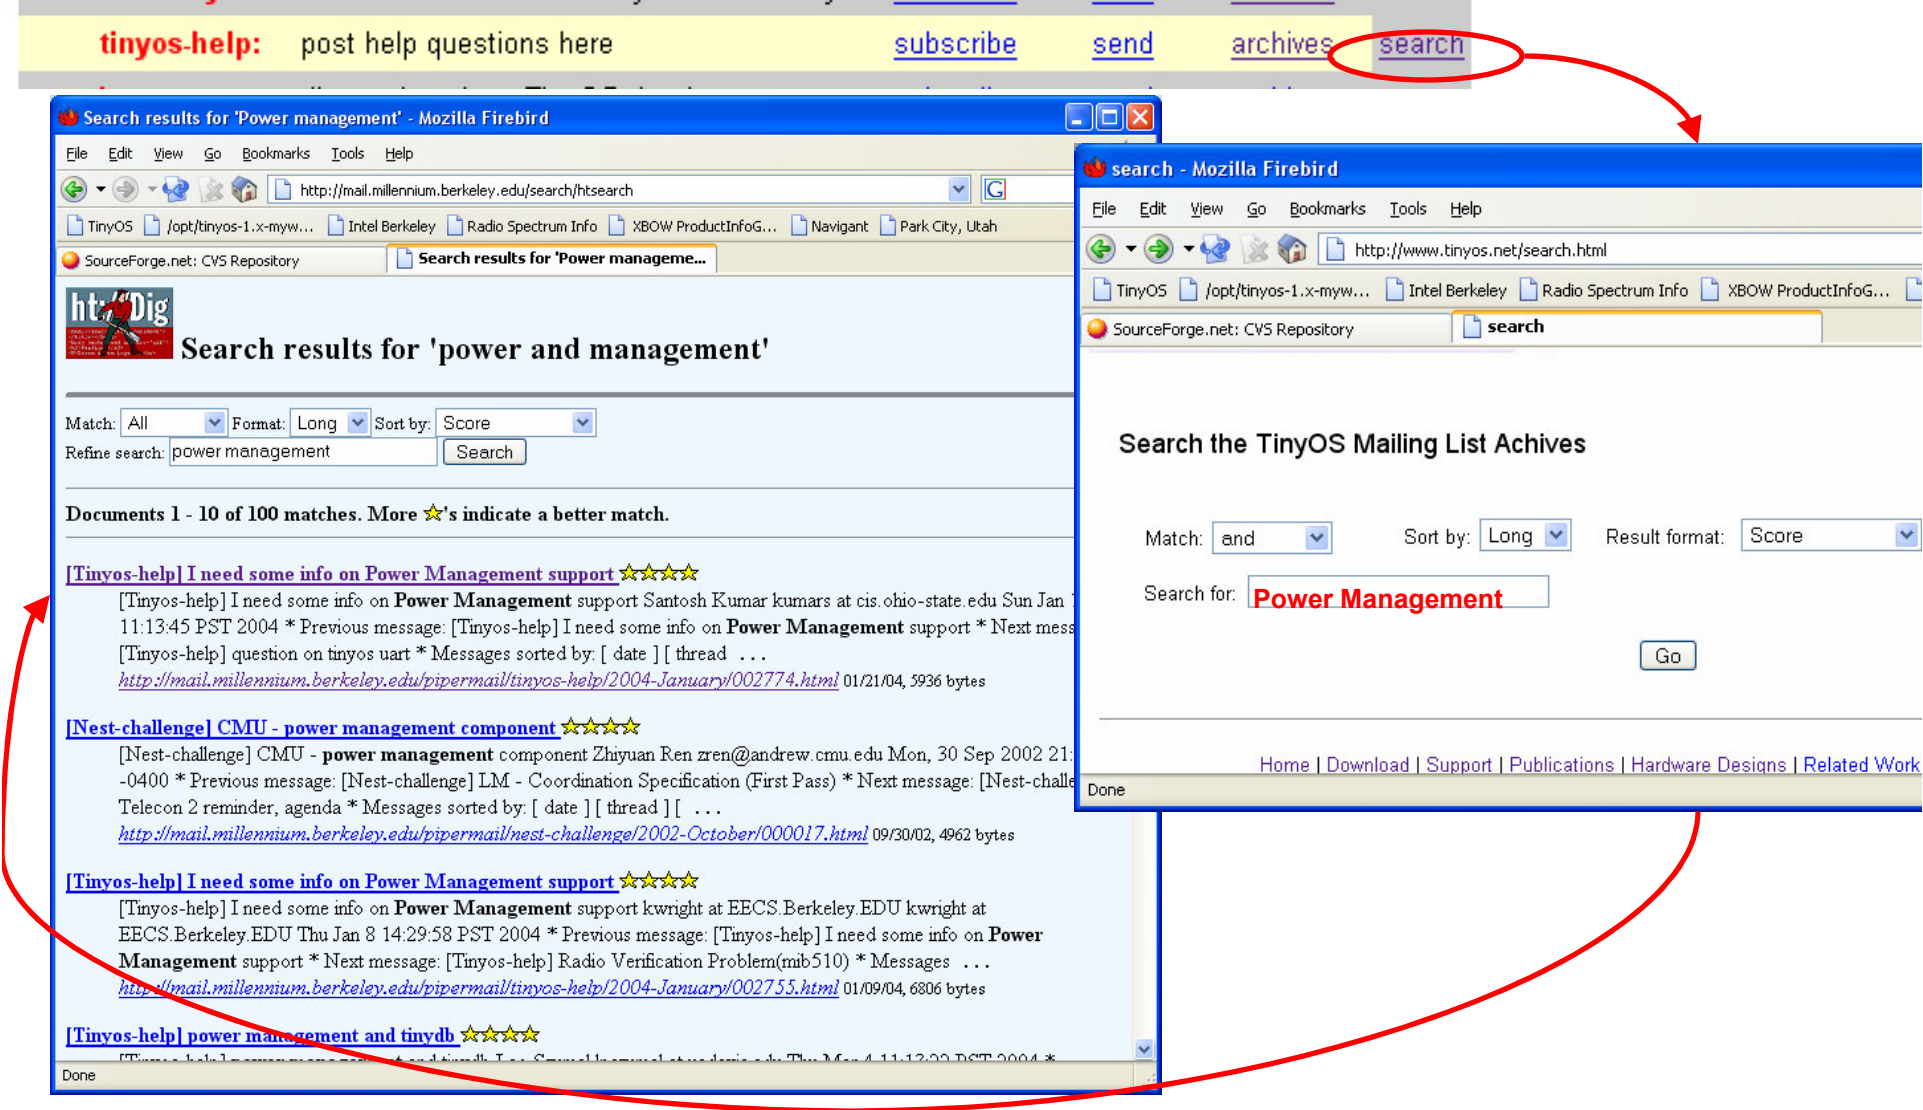 tinyos-help: post help questions here subscribe send archives search
Search results for 'Power management' - Mozilla Firebird
File Edit View Go Bookmarks Tools Help
http://mail.millennium.berkeley.edu/search/htsearch G
TinyOS /opt/tinyos-1.x-myw... Intel Berkeley Radio Spectrum Info XBOW ProductInfoG... Navigant Park City, Utah
SourceForge.net: CVS Repository Search results for 'Power manageme...
ht://Dig
Search results for 'power and management'
Match: All Format: Long Sort by: Score
Refine search: power management Search
Documents 1 - 10 of 100 matches. More ★'s indicate a better match.
[Tinyos-help] I need some info on Power Management support ★★★★
[Tinyos-help] I need some info on Power Management support Santosh Kumar kumars at cis.ohio-state.edu Sun Jan
11:13:45 PST 2004 * Previous message: [Tinyos-help] I need some info on Power Management support * Next mess
[Tinyos-help] question on tinyos uart * Messages sorted by: [ date ] [ thread ...
http://mail.millennium.berkeley.edu/pipermail/tinyos-help/2004-January/002774.html 01/21/04, 5936 bytes
[Nest-challenge] CMU - power management component ★★★★
[Nest-challenge] CMU - power management component Zhiyuan Ren zren@andrew.cmu.edu Mon, 30 Sep 2002 21:
-0400 * Previous message: [Nest-challenge] LM - Coordination Specification (First Pass) * Next message: [Nest-challe
Telecon 2 reminder, agenda * Messages sorted by: [ date ] [ thread ] [ ...
http://mail.millennium.berkeley.edu/pipermail/nest-challenge/2002-October/000017.html 09/30/02, 4962 bytes
[Tinyos-help] I need some info on Power Management support ★★★★
[Tinyos-help] I need some info on Power Management support kwright at EECS.Berkeley.EDU kwright at
EECS.Berkeley.EDU Thu Jan 8 14:29:58 PST 2004 * Previous message: [Tinyos-help] I need some info on Power
Management support * Next message: [Tinyos-help] Radio Verification Problem(mib510) * Messages ...
http://mail.millennium.berkeley.edu/pipermail/tinyos-help/2004-January/002755.html 01/09/04, 6806 bytes
[Tinyos-help] power management and tinydb ★★★★
Done
search - Mozilla Firebird
File Edit View Go Bookmarks Tools Help
http://www.tinyos.net/search.html
TinyOS /opt/tinyos-1.x-myw... Intel Berkeley Radio Spectrum Info XBOW ProductInfoG...
SourceForge.net: CVS Repository search
Search the TinyOS Mailing List Achives
Match: and Sort by: Long Result format: Score
Search for: Power Management
Go
Home | Download | Support | Publications | Hardware Designs | Related Work
Done